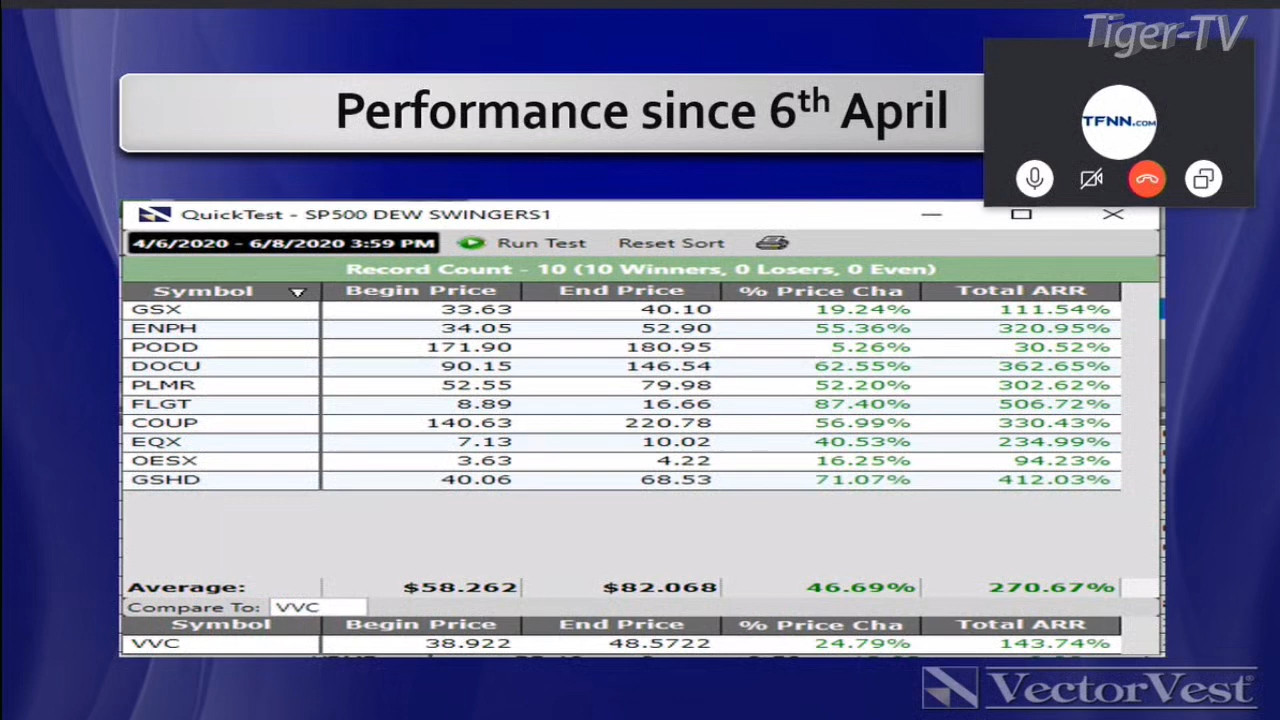 Tiger-TV
Performance since 6th April
TFNN.COM
QuickTest - SP500 DEW SWINGERS1
4/6/2020 - 6/8/2020 3:59 PM Run Test Reset Sort
Record Count - 10 (10 Winners, 0 Losers, 0 Even)
Symbol Begin Price End Price % Price Cha Total ARR
GSX 33.63 40.10 19.24% 111.54%
ENPH 34.05 52.90 55.36% 320.95%
PODD 171.90 180.95 5.26% 30.52%
DOCU 90.15 146.54 62.55% 362.65%
PLMR 52.55 79.98 52.20% 302.62%
FLGT 8.89 16.66 87.40% 506.72%
COUP 140.63 220.78 56.99% 330.43%
EQX 7.13 10.02 40.53% 234.99%
OESX 3.63 4.22 16.25% 94.23%
GSHD 40.06 68.53 71.07% 412.03%
Average: $58.262 $82.068 46.69% 270.67%
Compare To: VVC
Symbol Begin Price End Price % Price Cha Total ARR
VVC 38.922 48.5722 24.79% 143.74%
VectorVest®